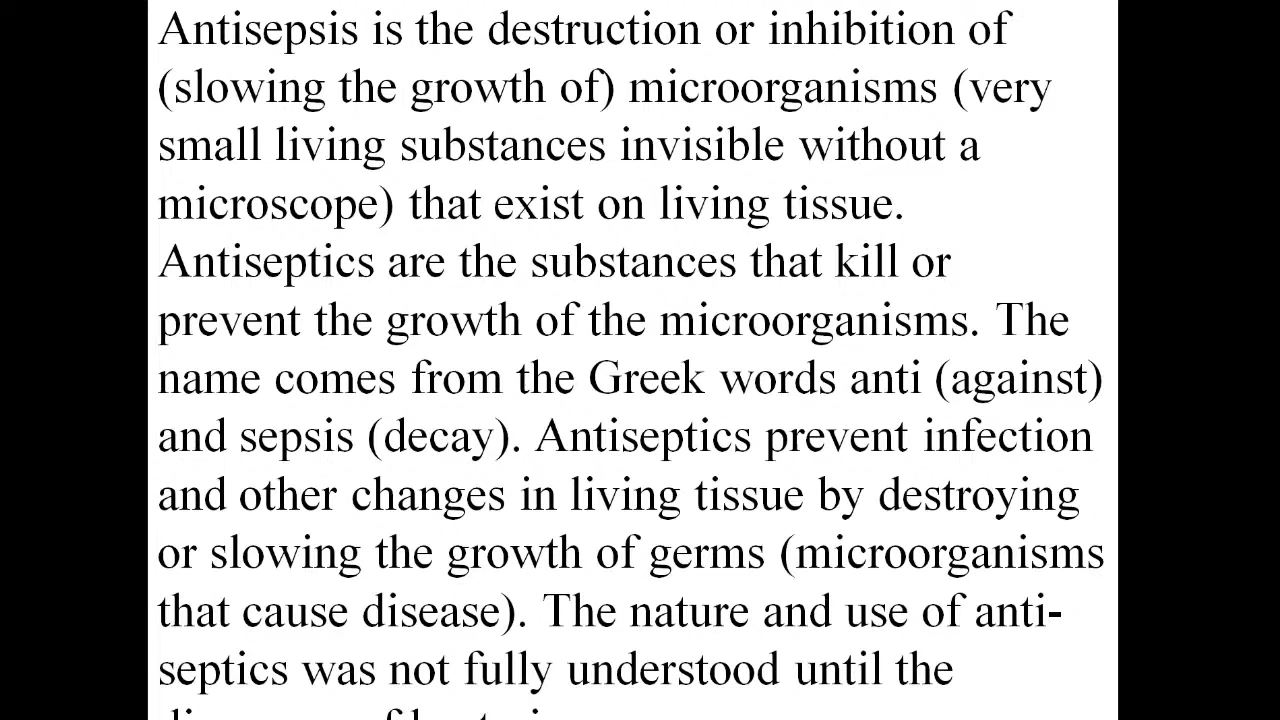 Antisepsis is the destruction or inhibition of
(slowing the growth of) microorganisms (very
small living substances invisible without a
microscope) that exist on living tissue.
Antiseptics are the substances that kill or
prevent the growth of the microorganisms. The
name comes from the Greek words anti (against)
and sepsis (decay). Antiseptics prevent infection
and other changes in living tissue by destroying
or slowing the growth of germs (microorganisms
that cause disease). The nature and use of anti-
septics was not fully understood until the